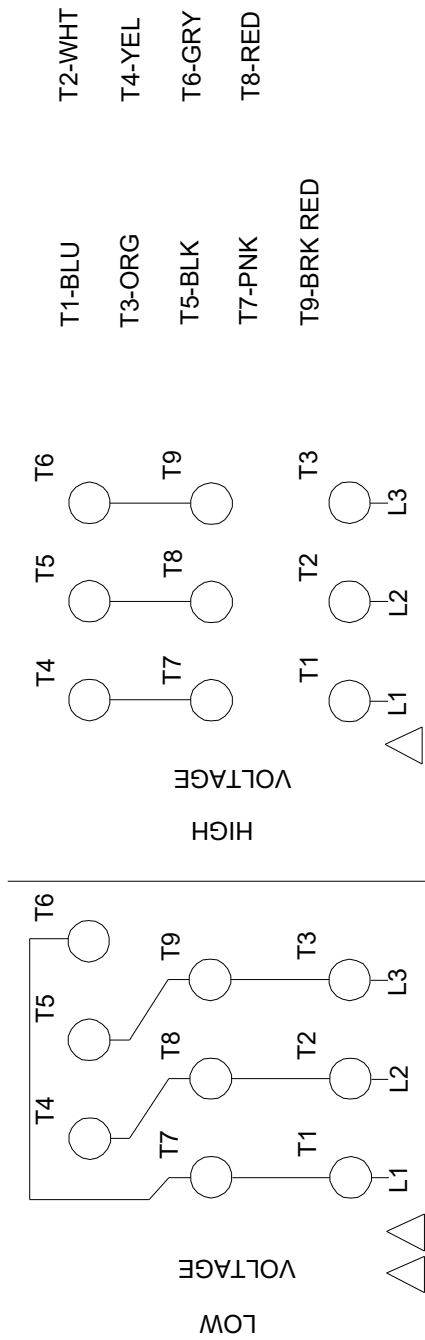 LOW
VOLTAGE
T4 T5 T6
T7 T8 T9
T1 T2 T3
L1 L2 L3
HIGH
VOLTAGE
T4 T5 T6
T7 T8 T9
T1 T2 T3
L1 L2 L3
T1-BLU T2-WHT
T3-ORG T4-YEL
T5-BLK T6-GRY
T7-PNK T8-RED
T9-BRK RED